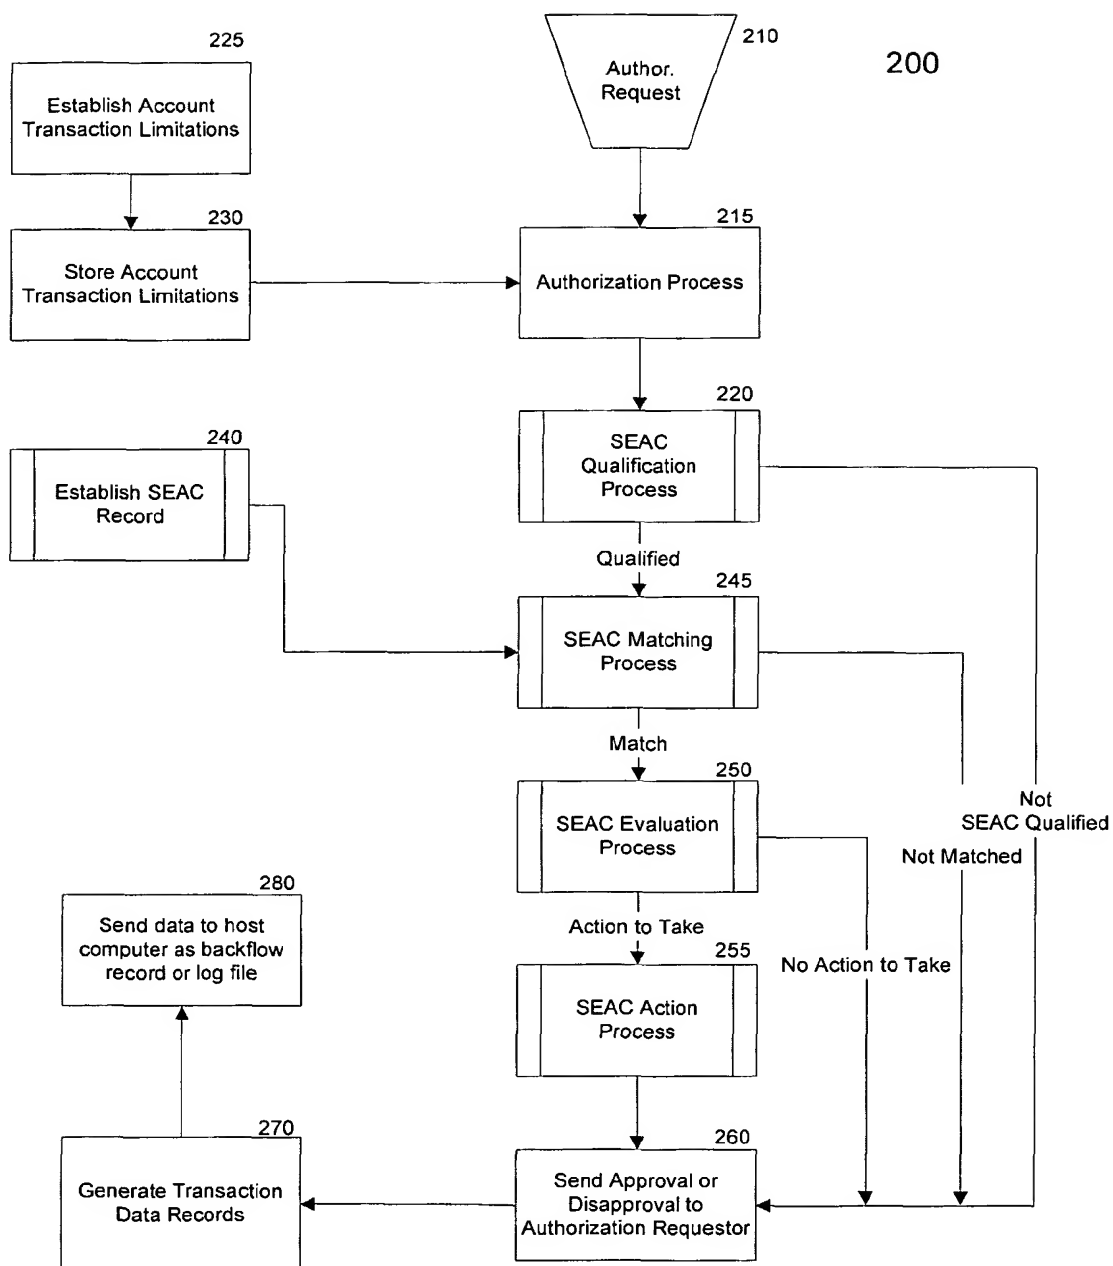 225
210
200
Author.
Request
Establish Account
Transaction Limitations
230
215
Store Account
Transaction Limitations
Authorization Process
220
240
SEAC
Qualification
Process
Establish SEAC
Record
Qualified
245
SEAC Matching
Process
Match
250
SEAC Evaluation
Process
Not
SEAC Qualified
Not Matched
280
Send data to host
computer as backflow
record or log file
Action to Take
255
No Action to Take
SEAC Action
Process
270
260
Generate Transaction
Data Records
Send Approval or
Disapproval to
Authorization Requestor